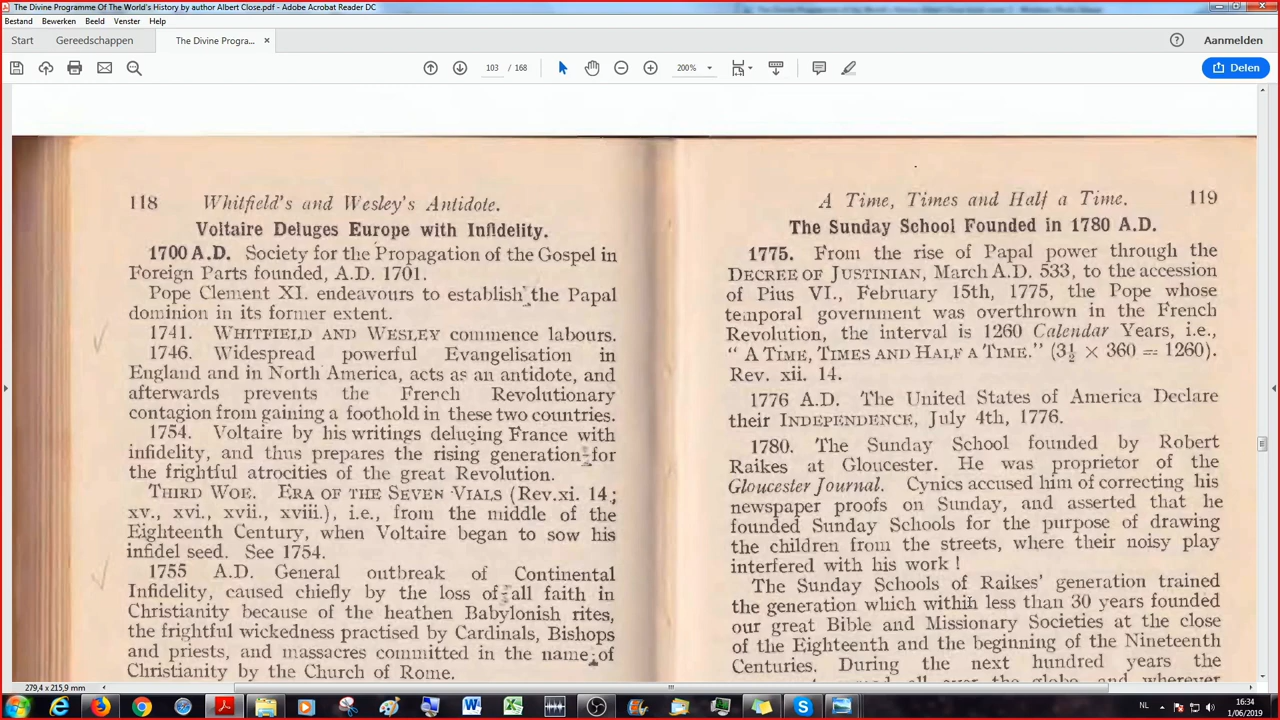 The Divine Programme Of The World's History by author Albert Close.pdf - Adobe Acrobat Reader DC
Bestand Bewerken Beeld Venster Help
Start Gereedschappen The Divine Progra... × Aanmelden
103 / 168 200% Delen
118 Whitfield's and Wesley's Antidote.
Voltaire Deluges Europe with Infidelity.
1700 A.D. Society for the Propagation of the Gospel in
Foreign Parts founded, A.D. 1701.
Pope Clement XI. endeavours to establish the Papal
dominion in its former extent.
1741. WHITFIELD AND WESLEY commence labours.
1746. Widespread powerful Evangelisation in
England and in North America, acts as an antidote, and
afterwards prevents the French Revolutionary
contagion from gaining a foothold in these two countries.
1754. Voltaire by his writings deluging France with
infidelity, and thus prepares the rising generation for
the frightful atrocities of the great Revolution.
THIRD WOE. ERA OF THE SEVEN VIALS (Rev.xi. 14;
xv., xvi., xvii., xviii.), i.e., from the middle of the
Eighteenth Century, when Voltaire began to sow his
infidel seed. See 1754.
1755 A.D. General outbreak of Continental
Infidelity, caused chiefly by the loss of all faith in
Christianity because of the heathen Babylonish rites,
the frightful wickedness practised by Cardinals, Bishops
and priests, and massacres committed in the name of
Christianity by the Church of Rome.
A Time, Times and Half a Time. 119
The Sunday School Founded in 1780 A.D.
1775. From the rise of Papal power through the
DECREE OF JUSTINIAN, March A.D. 533, to the accession
of Pius VI., February 15th, 1775, the Pope whose
temporal government was overthrown in the French
Revolution, the interval is 1260 Calendar Years, i.e.,
" A TIME, TIMES AND HALF A TIME." (3½ × 360 = 1260).
Rev. xii. 14.
1776 A.D. The United States of America Declare
their INDEPENDENCE, July 4th, 1776.
1780. The Sunday School founded by Robert
Raikes at Gloucester. He was proprietor of the
Gloucester Journal. Cynics accused him of correcting his
newspaper proofs on Sunday, and asserted that he
founded Sunday Schools for the purpose of drawing
the children from the streets, where their noisy play
interfered with his work !
The Sunday Schools of Raikes' generation trained
the generation which within less than 30 years founded
our great Bible and Missionary Societies at the close
of the Eighteenth and the beginning of the Nineteenth
Centuries. During the next hundred years the
all over the globe and wherever
279,4 x 215,9 mm
NL 16:34
1/06/2019